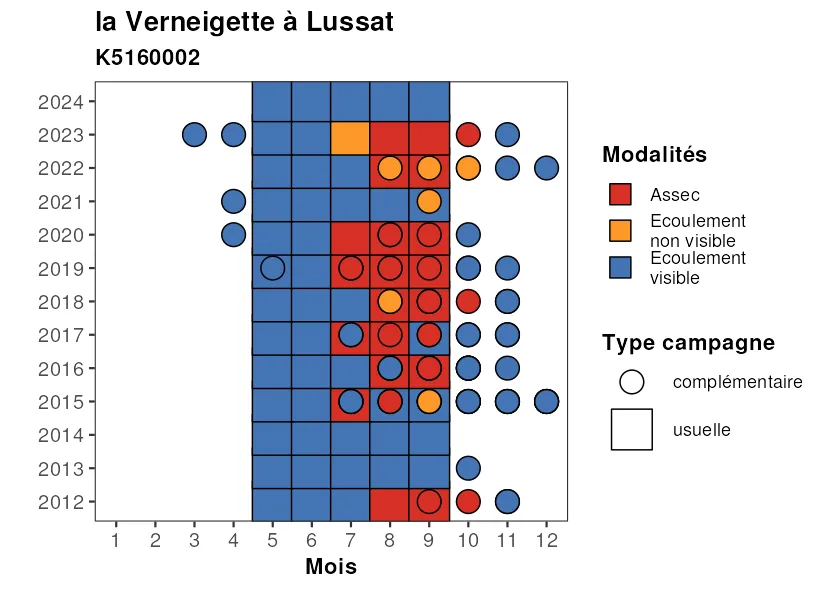 la Verneigette à Lussat
K5160002
2024
2023
2022
2021
2020
2019
2018
2017
2016
2015
2014
2013
2012
1 2 3 4 5 6 7 8 9 10 11 12
Mois
Modalités
Assec
Ecoulement
non visible
Ecoulement
visible
Type campagne
complémentaire
usuelle